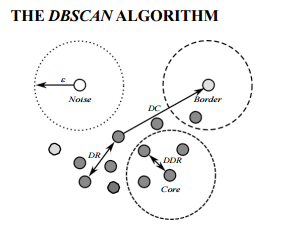 THE DBSCAN ALGORITHM
ε
Noise
Border
DC
DR
DDR
Core